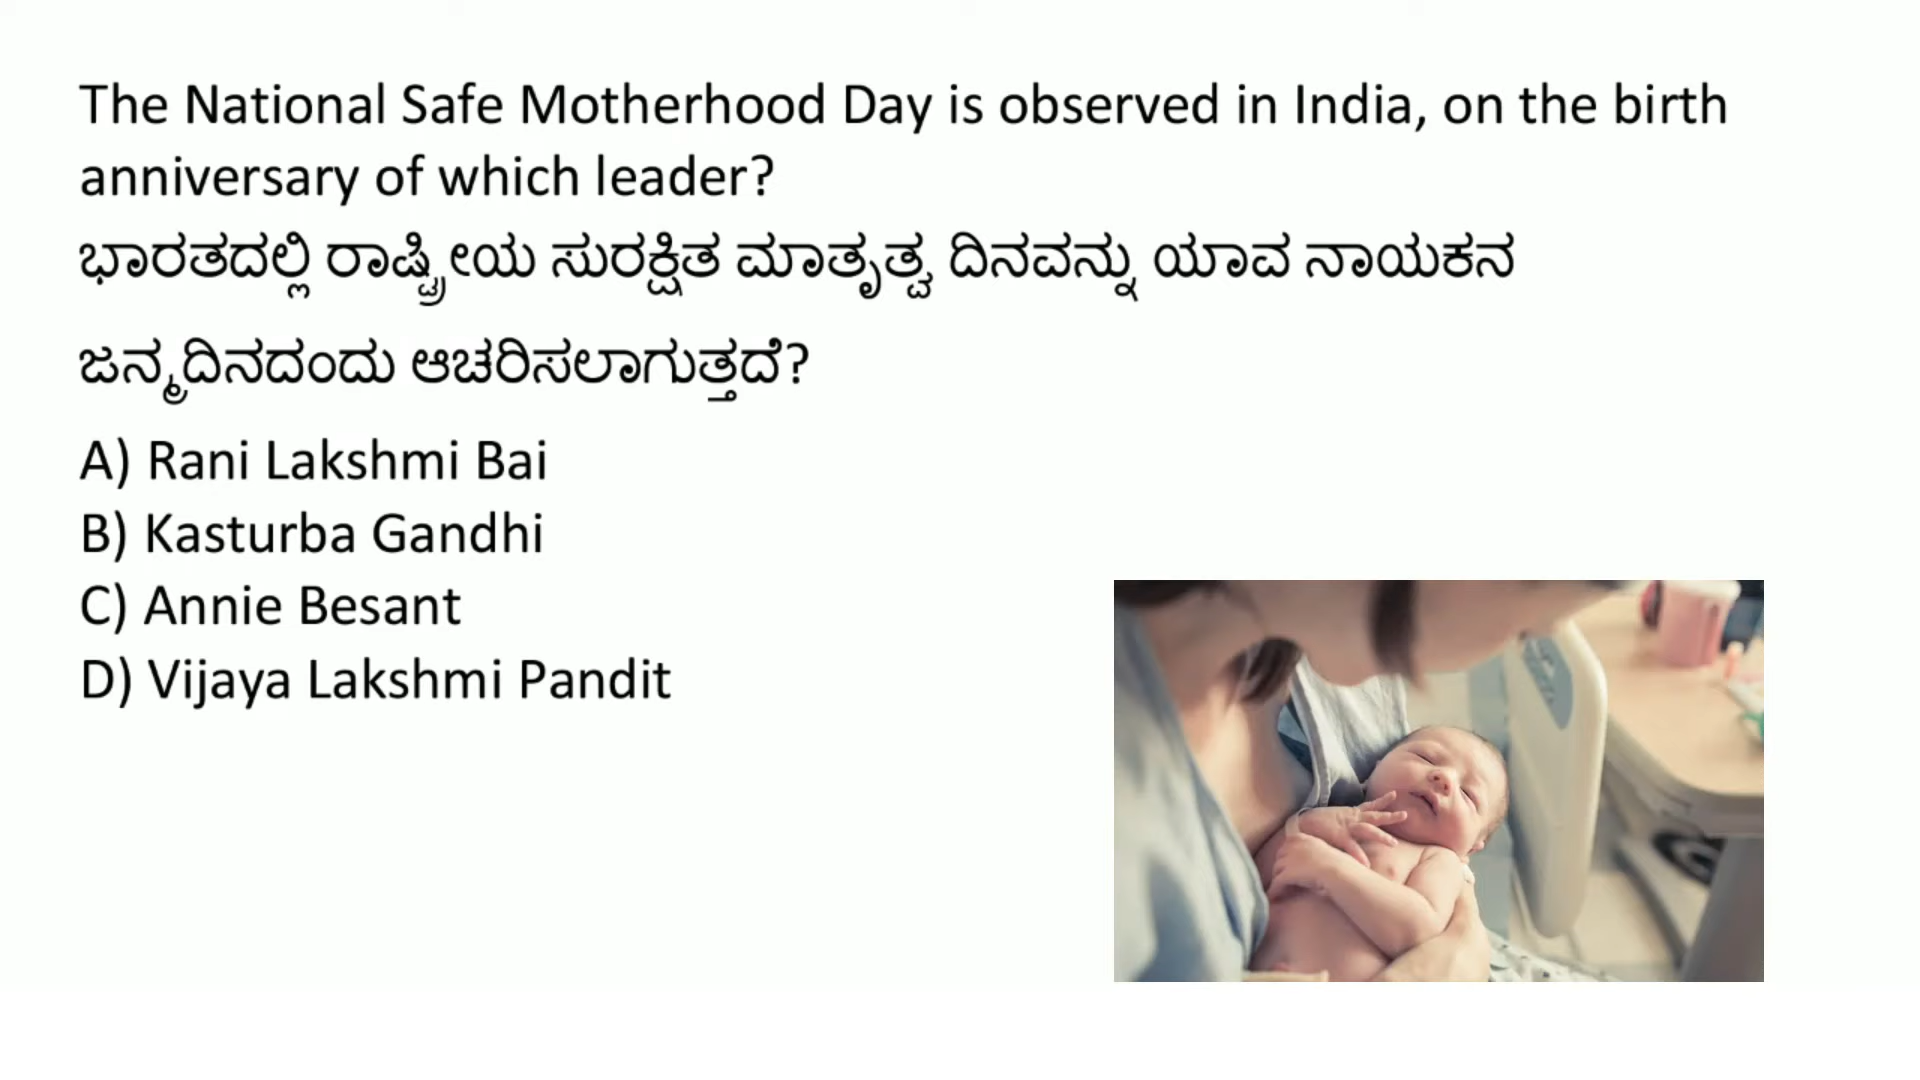 The National Safe Motherhood Day is observed in India, on the birth
anniversary of which leader?
ಭಾರತದಲ್ಲಿ ರಾಷ್ಟ್ರೀಯ ಸುರಕ್ಷಿತ ಮಾತೃತ್ವ ದಿನವನ್ನು ಯಾವ ನಾಯಕನ
ಜನ್ಮದಿನದಂದು ಆಚರಿಸಲಾಗುತ್ತದೆ?
A) Rani Lakshmi Bai
B) Kasturba Gandhi
C) Annie Besant
D) Vijaya Lakshmi Pandit